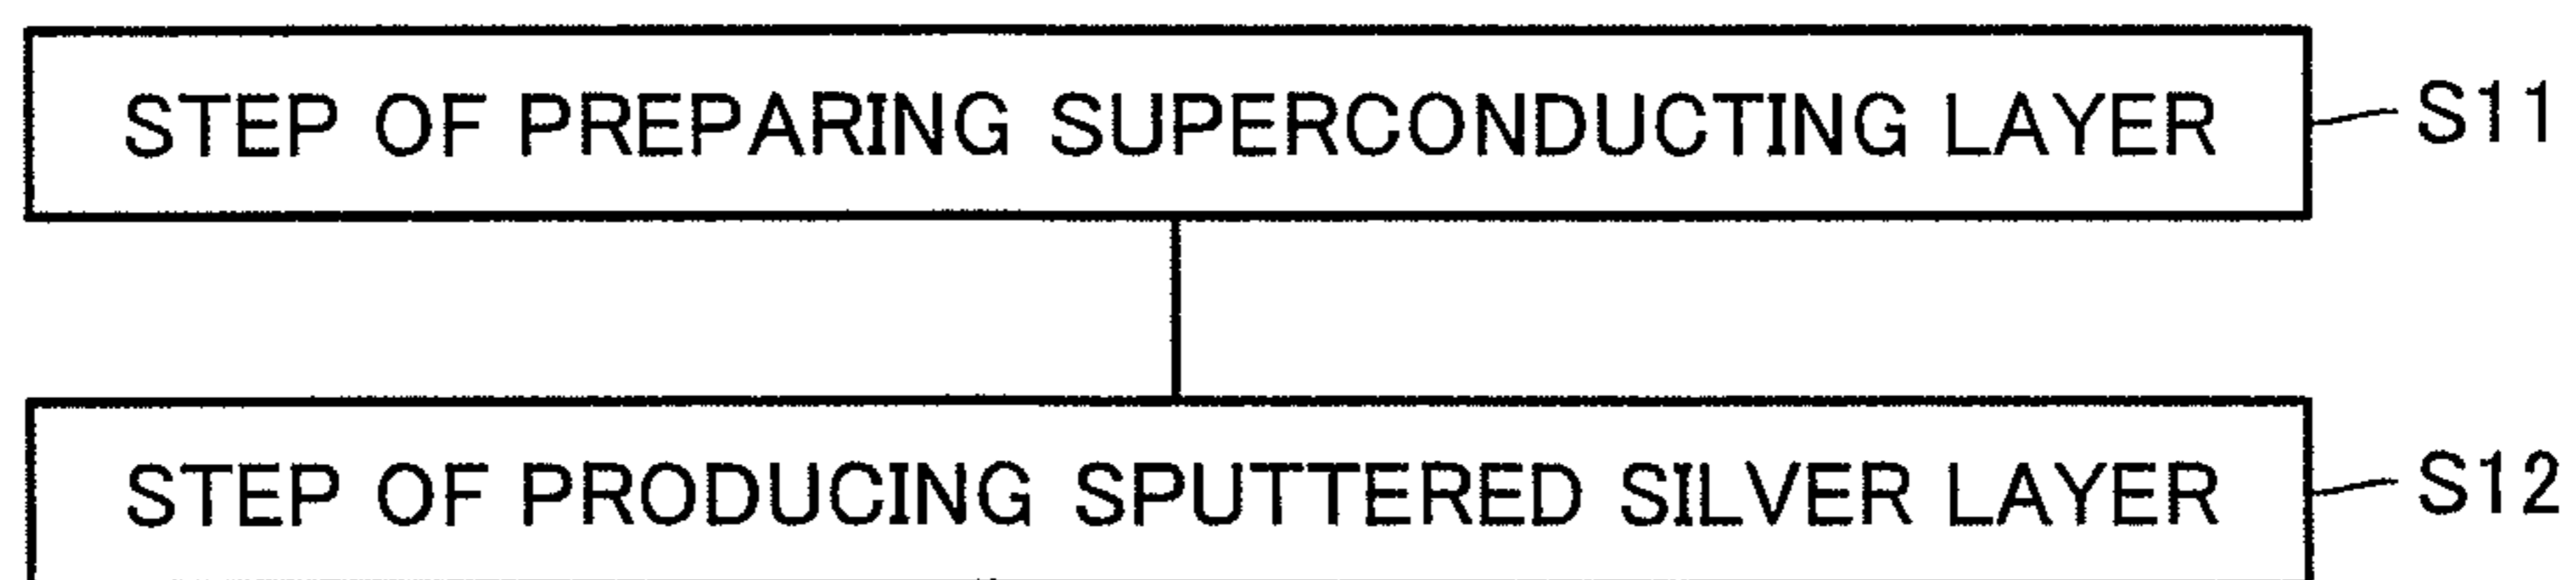 STEP OF PREPARING SUPERCONDUCTING LAYER S11
STEP OF PRODUCING SPUTTERED SILVER LAYER S12